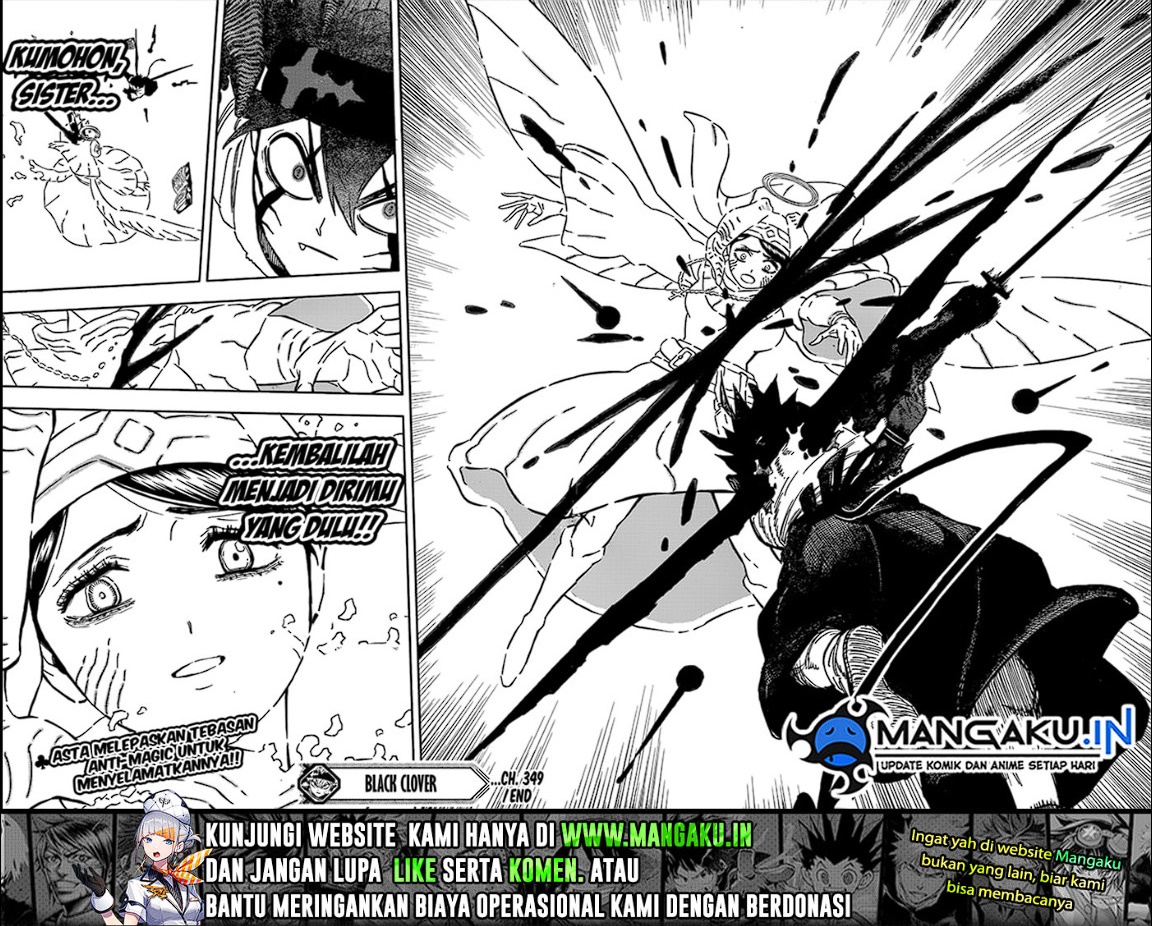 KUMOHON,
SISTER...
...KEMBALILAH
MENJADI DIRIMU
YANG DULU!!
♣ASTA MELEPASKAN TEBASAN
ANTI-MAGIC UNTUK
MENYELAMATKANNYA!!
BLACK CLOVER
...CH. 349
/ END
MANGAKU.IN
UPDATE KOMIK DAN ANIME SETIAP HARI
KUNJUNGI WEBSITE KAMI HANYA DI WWW.MANGAKU.IN
DAN JANGAN LUPA LIKE SERTA KOMEN. ATAU
BANTU MERINGANKAN BIAYA OPERASIONAL KAMI DENGAN BERDONASI
Ingat yah di website Mangaku
bukan yang lain, biar kami
bisa membacanya